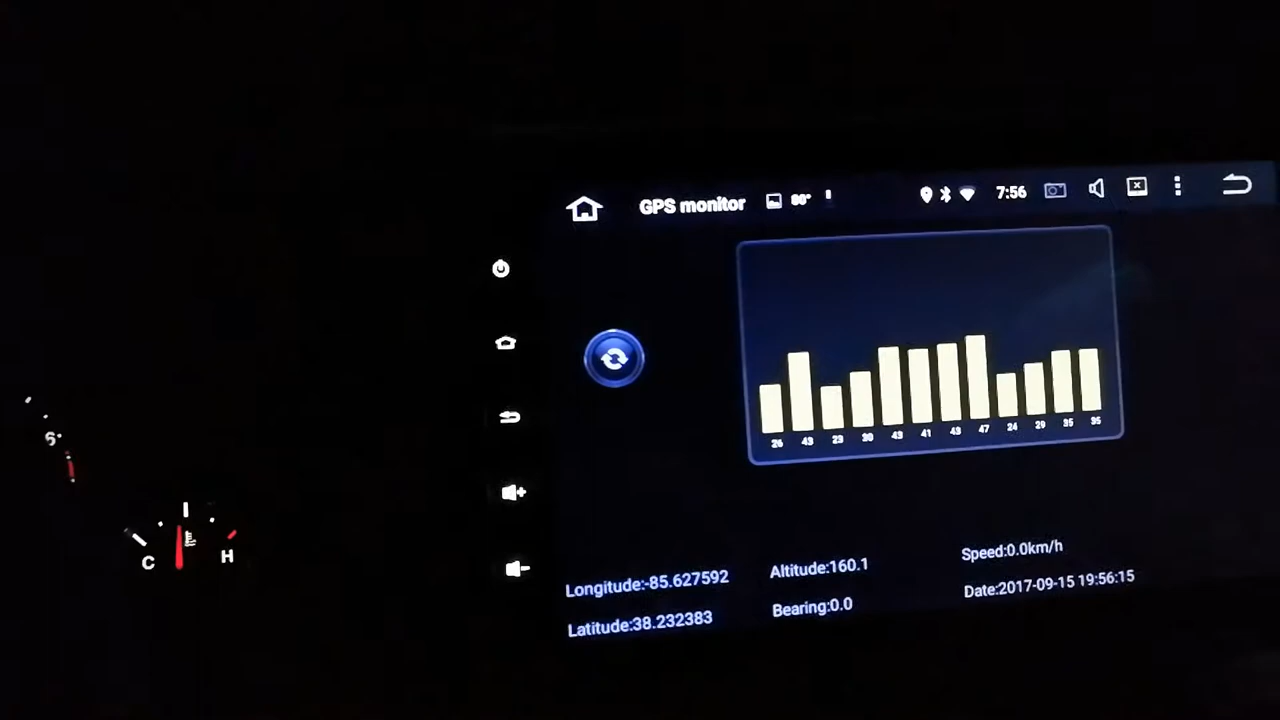 GPS monitor 80° 7:56
26 43 23 30 43 41 43 47 24 29 35 35
6
C H
Longitude:-85.627592 Altitude:160.1 Speed:0.0km/h
Latitude:38.232383 Bearing:0.0 Date:2017-09-15 19:56:15